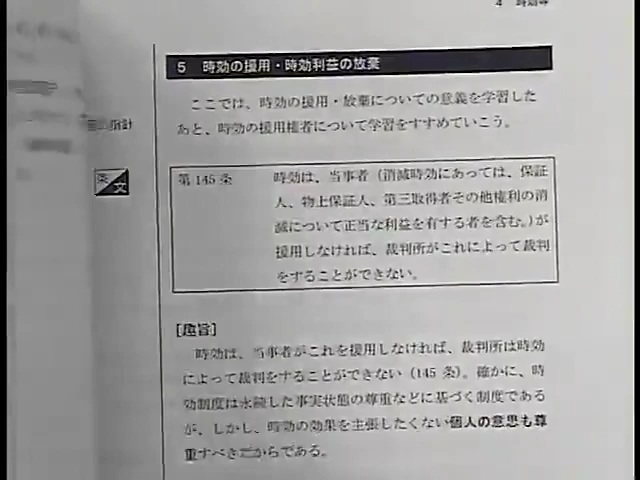 4 時効等
5 時効の援用・時効利益の放棄
ここでは、時効の援用・放棄についての意義を学習した
あと、時効の援用権者について学習をすすめていこう。
指針
条文
第145条 時効は、当事者（消滅時効にあっては、保証
人、物上保証人、第三取得者その他権利の消
滅について正当な利益を有する者を含む。）が
援用しなければ、裁判所がこれによって裁判
をすることができない。
［趣旨］
時効は、当事者がこれを援用しなければ、裁判所は時効
によって裁判をすることができない（145条）。確かに、時
効制度は永続した事実状態の尊重などに基づく制度である
が、しかし、時効の効果を主張したくない個人の意思も尊
重すべきだからである。